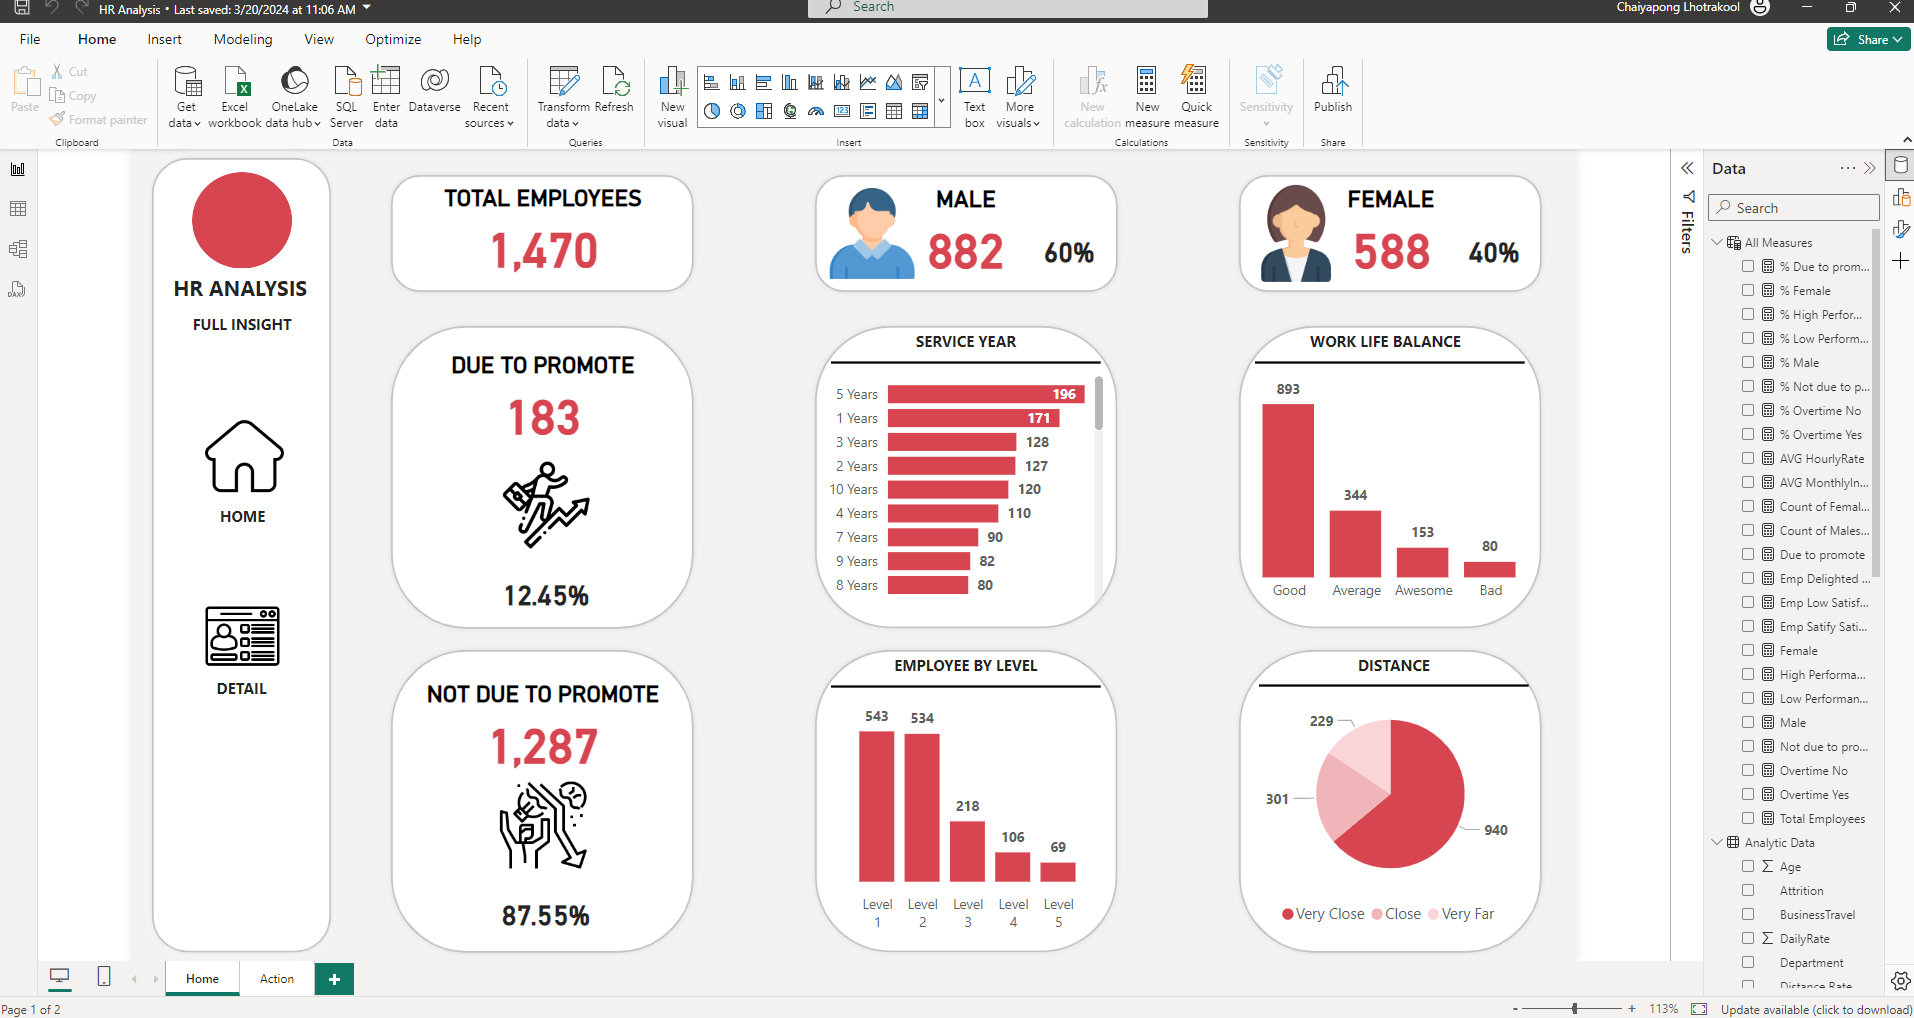 HR Analysis • Last saved: 3/20/2024 at 11:06 AM
Search
Chaiyapong Lhotrakool
File Home Insert Modeling View Optimize Help
Share
Paste
Cut
Copy
Format painter
Clipboard
Get data
Excel workbook
OneLake data hub
SQL Server
Enter data
Dataverse
Recent sources
Data
Transform data
Refresh
Queries
New visual
Text box
More visuals
Insert
New calculation
New measure
Quick measure
Calculations
Sensitivity
Sensitivity
Publish
Share
HR ANALYSIS
FULL INSIGHT
HOME
DETAIL
TOTAL EMPLOYEES
1,470
MALE
882 60%
FEMALE
588 40%
DUE TO PROMOTE
183
12.45%
SERVICE YEAR
5 Years 196
1 Years 171
3 Years 128
2 Years 127
10 Years 120
4 Years 110
7 Years 90
9 Years 82
8 Years 80
WORK LIFE BALANCE
893 344 153 80
Good Average Awesome Bad
NOT DUE TO PROMOTE
1,287
87.55%
EMPLOYEE BY LEVEL
543 534 218 106 69
Level 1 Level 2 Level 3 Level 4 Level 5
DISTANCE
229
301
940
Very Close Close Very Far
Filters
Data
Search
All Measures
% Due to prom...
% Female
% High Perfor...
% Low Perform...
% Male
% Not due to p...
% Overtime No
% Overtime Yes
AVG HourlyRate
AVG MonthlyIn...
Count of Femal...
Count of Males...
Due to promote
Emp Delighted ...
Emp Low Satisf...
Emp Satify Sati...
Female
High Performa...
Low Performan...
Male
Not due to pro...
Overtime No
Overtime Yes
Total Employees
Analytic Data
Age
Attrition
BusinessTravel
DailyRate
Department
Distance Rate
Home Action
Page 1 of 2
113%
Update available (click to download)